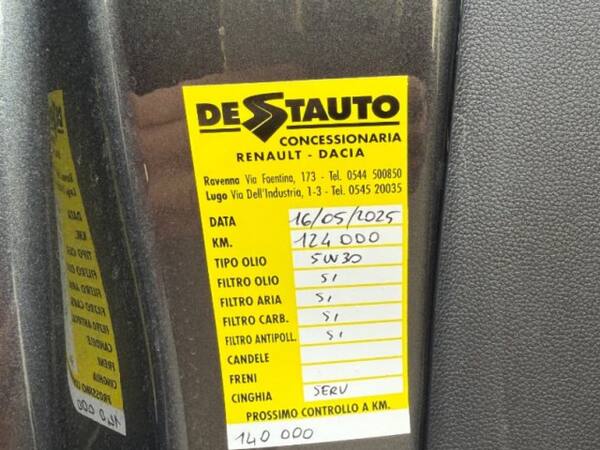 DESTAUTO
CONCESSIONARIA
RENAULT - DACIA
Ravenna Via Faentina, 173 - Tel. 0544 500850
Lugo Via Dell'Industria, 1-3 - Tel. 0545 20035
DATA 16/05/2025
KM. 124000
TIPO OLIO 5W30
FILTRO OLIO SI
FILTRO ARIA SI
FILTRO CARB. SI
FILTRO ANTIPOLL. SI
CANDELE
FRENI
CINGHIA SERV
PROSSIMO CONTROLLO A KM.
140 000